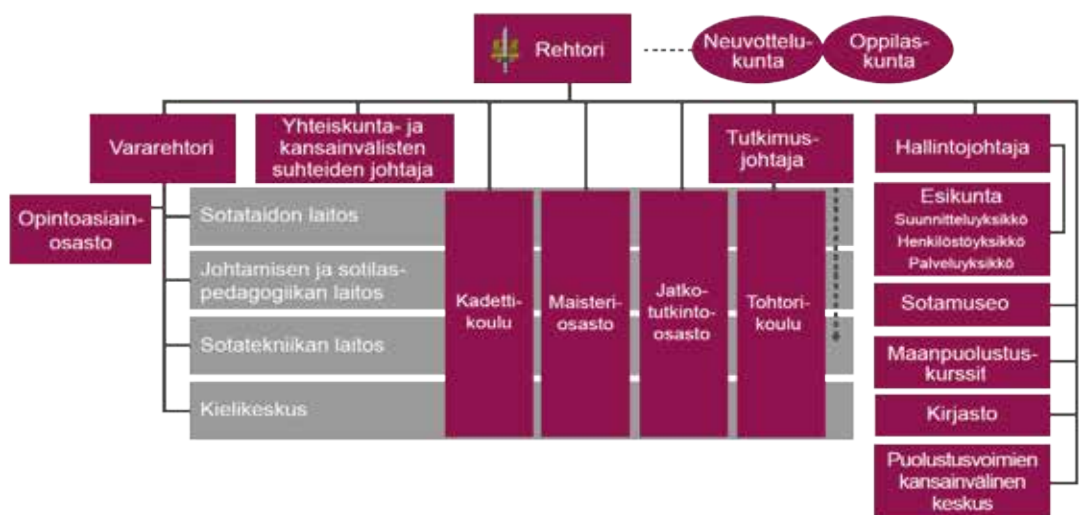 Rehtori
Neuvottelu-
kunta
Oppilas-
kunta
Vararehtori
Yhteiskunta- ja
kansainvälisten
suhteiden johtaja
Tutkimus-
johtaja
Hallintojohtaja
Opintoasiain-
osasto
Sotataidon laitos
Johtamisen ja sotilas-
pedagogiikan laitos
Sotatekniikan laitos
Kielikeskus
Kadetti-
koulu
Maisteri-
osasto
Jatko-
tutkinto-
osasto
Tohtori-
koulu
Esikunta
Suunnitteluyksikkö
Henkilöstöyksikkö
Palveluyksikkö
Sotamuseo
Maanpuolustus-
kurssit
Kirjasto
Puolustusvoimien
kansainvälinen
keskus